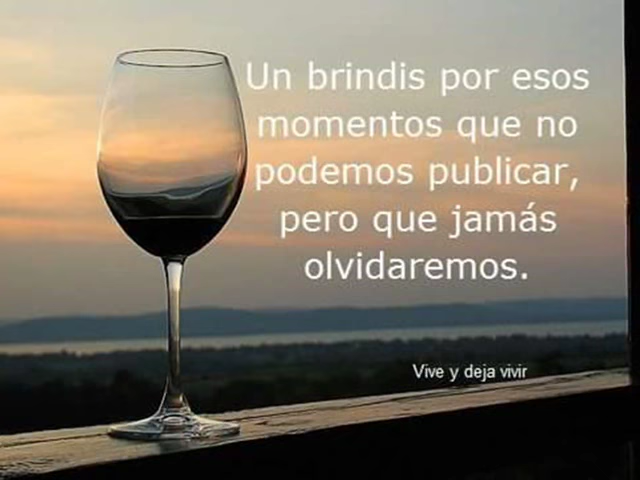 Un brindis por esos
momentos que no
podemos publicar,
pero que jamás
olvidaremos.
Vive y deja vivir